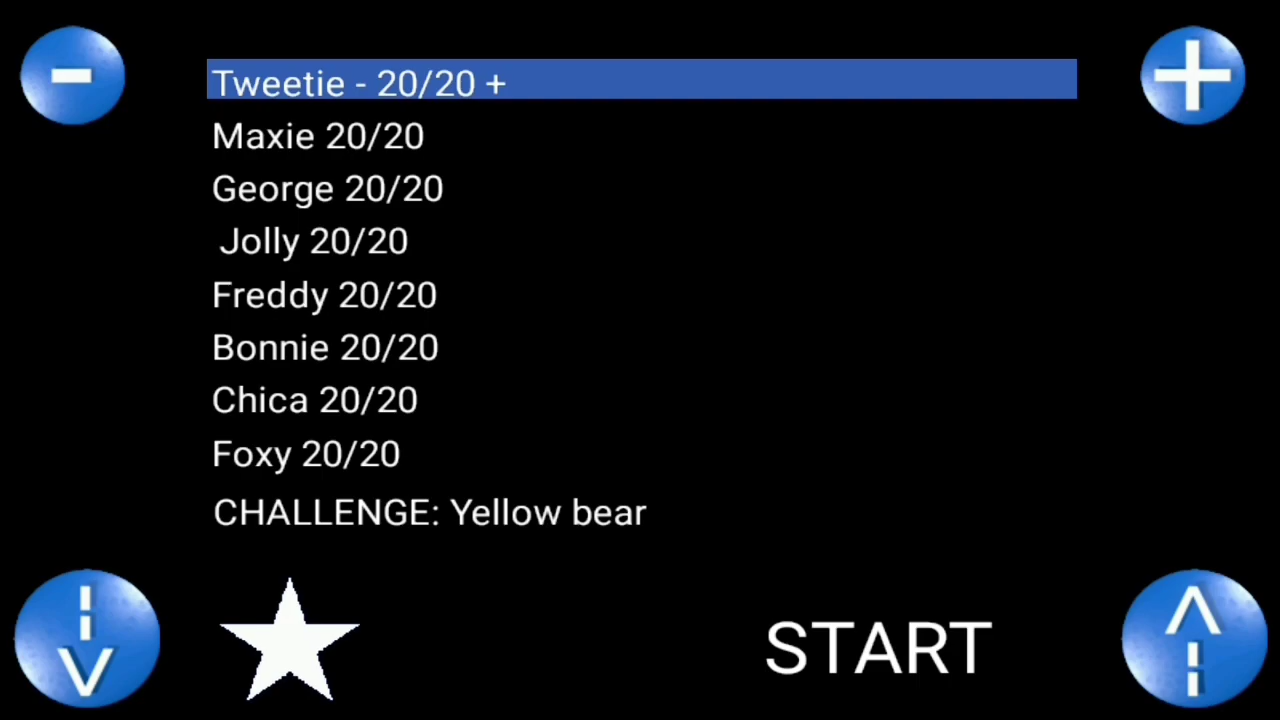 Tweetie - 20/20 +
Maxie 20/20
George 20/20
Jolly 20/20
Freddy 20/20
Bonnie 20/20
Chica 20/20
Foxy 20/20
CHALLENGE: Yellow bear
START